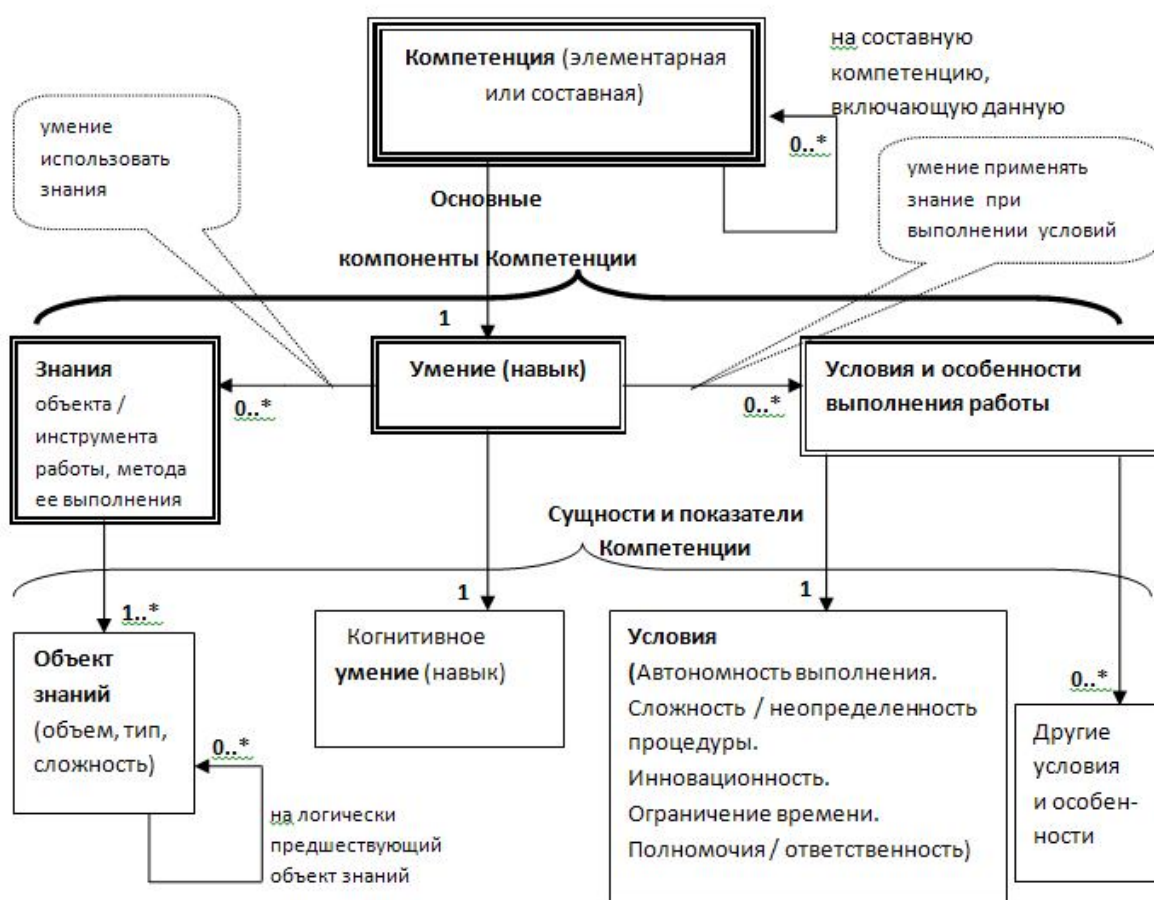 Компетенция (элементарная
или составная)
на составную
компетенцию,
включающую данную
0..*
умение
использовать
знания
умение применять
знание при
выполнении условий
Основные
компоненты Компетенции
1
Знания
объекта /
инструмента
работы, метода
ее выполнения
0..*
Умение (навык)
0..*
Условия и особенности
выполнения работы
Сущности и показатели
Компетенции
1..*
1
1
0..*
Объект
знаний
(объем, тип,
сложность)
0..*
на логически
предшествующий
объект знаний
Когнитивное
умение (навык)
Условия
(Автономность выполнения.
Сложность / неопределенность
процедуры.
Инновационность.
Ограничение времени.
Полномочия / ответственность)
Другие
условия
и особен-
ности